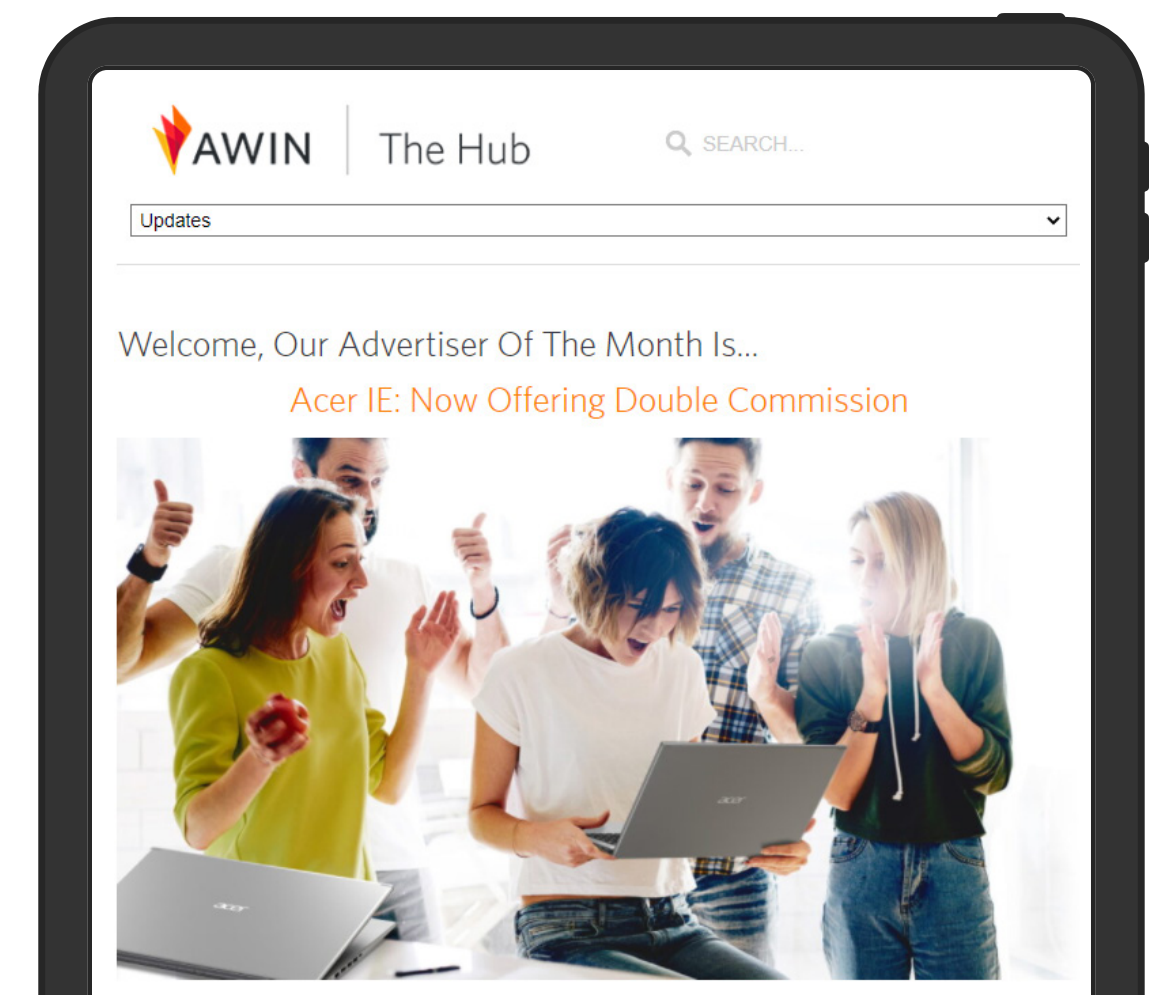 AWIN
The Hub
SEARCH...
Updates
Welcome, Our Advertiser Of The Month Is...
Acer IE: Now Offering Double Commission
acer
acer